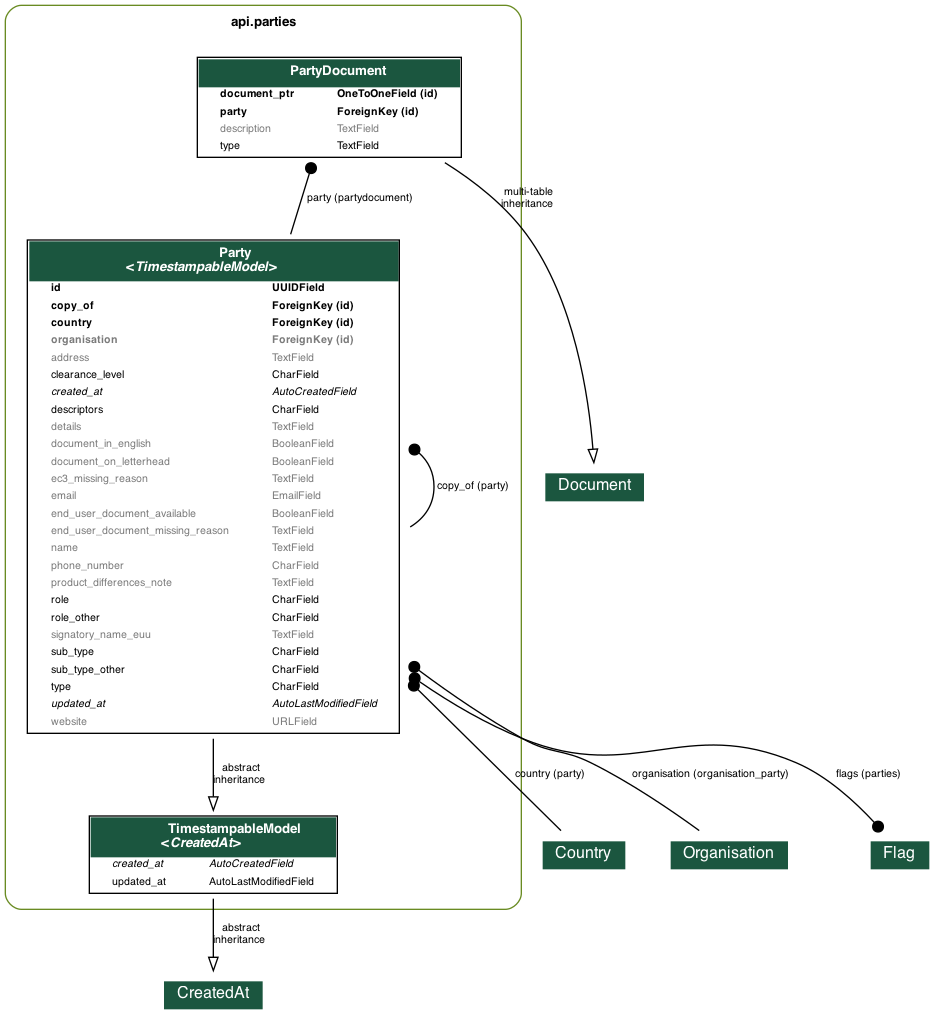 api.parties
PartyDocument
document_ptr OneToOneField (id)
party ForeignKey (id)
description TextField
type TextField
party (partydocument)
multi-table
inheritance
Party
<TimestampableModel>
id UUIDField
copy_of ForeignKey (id)
country ForeignKey (id)
organisation ForeignKey (id)
address TextField
clearance_level CharField
created_at AutoCreatedField
descriptors CharField
details TextField
document_in_english BooleanField
document_on_letterhead BooleanField
ec3_missing_reason TextField
email EmailField
end_user_document_available BooleanField
end_user_document_missing_reason TextField
name TextField
phone_number CharField
product_differences_note TextField
role CharField
role_other CharField
signatory_name_euu TextField
sub_type CharField
sub_type_other CharField
type CharField
updated_at AutoLastModifiedField
website URLField
copy_of (party)
Document
abstract
inheritance
country (party)
organisation (organisation_party)
flags (parties)
TimestampableModel
<CreatedAt>
created_at AutoCreatedField
updated_at AutoLastModifiedField
Country
Organisation
Flag
abstract
inheritance
CreatedAt